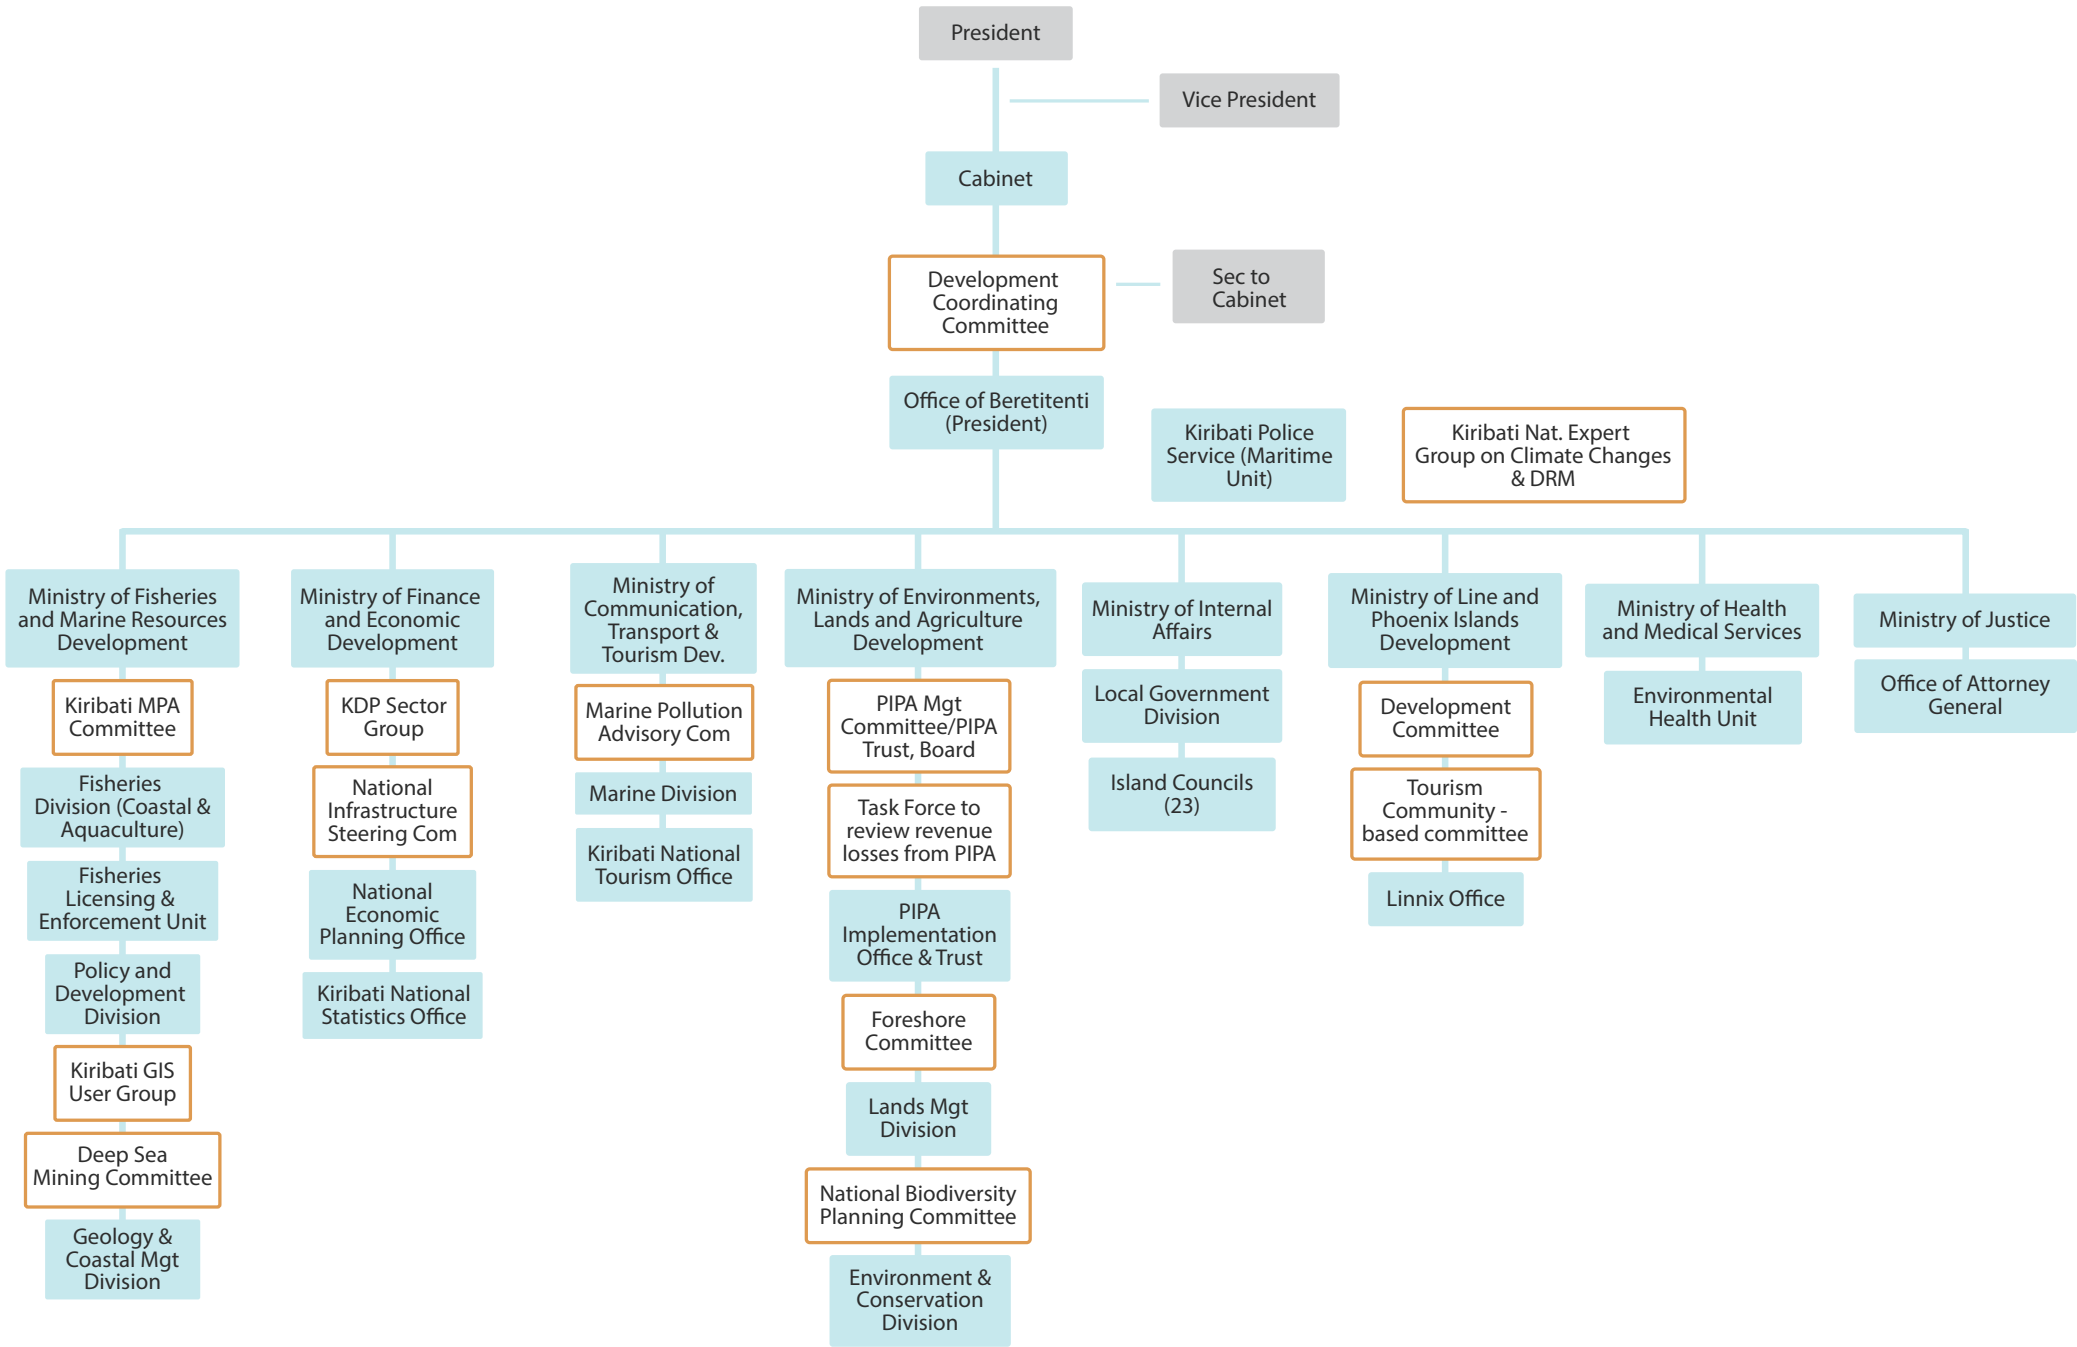 President
Vice President
Cabinet
Development
Coordinating
Committee
Sec to
Cabinet
Office of Beretitenti
(President)
Kiribati Police
Service (Maritime
Unit)
Kiribati Nat. Expert
Group on Climate Changes
& DRM
Ministry of Fisheries
and Marine Resources
Development
Kiribati MPA
Committee
Fisheries
Division (Coastal &
Aquaculture)
Fisheries
Licensing &
Enforcement Unit
Policy and
Development
Division
Kiribati GIS
User Group
Deep Sea
Mining Committee
Geology &
Coastal Mgt
Division
Ministry of Finance
and Economic
Development
KDP Sector
Group
National
Infrastructure
Steering Com
National
Economic
Planning Office
Kiribati National
Statistics Office
Ministry of
Communication,
Transport &
Tourism Dev.
Marine Pollution
Advisory Com
Marine Division
Kiribati National
Tourism Office
Ministry of Environments,
Lands and Agriculture
Development
PIPA Mgt
Committee/PIPA
Trust, Board
Task Force to
review revenue
losses from PIPA
PIPA
Implementation
Office & Trust
Foreshore
Committee
Lands Mgt
Division
National Biodiversity
Planning Committee
Environment &
Conservation
Division
Ministry of Internal
Affairs
Local Government
Division
Island Councils
(23)
Ministry of Line and
Phoenix Islands
Development
Development
Committee
Tourism
Community -
based committee
Linnix Office
Ministry of Health
and Medical Services
Environmental
Health Unit
Ministry of Justice
Office of Attorney
General